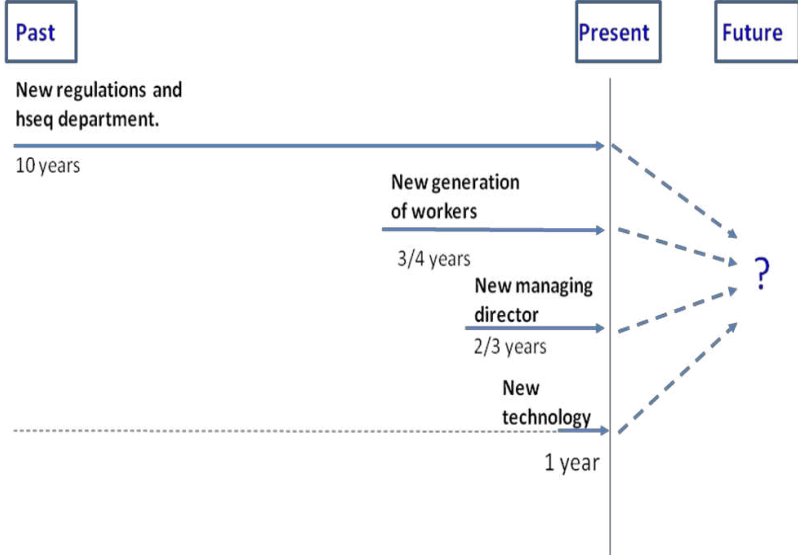 Past
Present
Future
New regulations and
hseq department.
10 years
New generation
of workers
3/4 years
New managing
director
2/3 years
New
technology
1 year
?